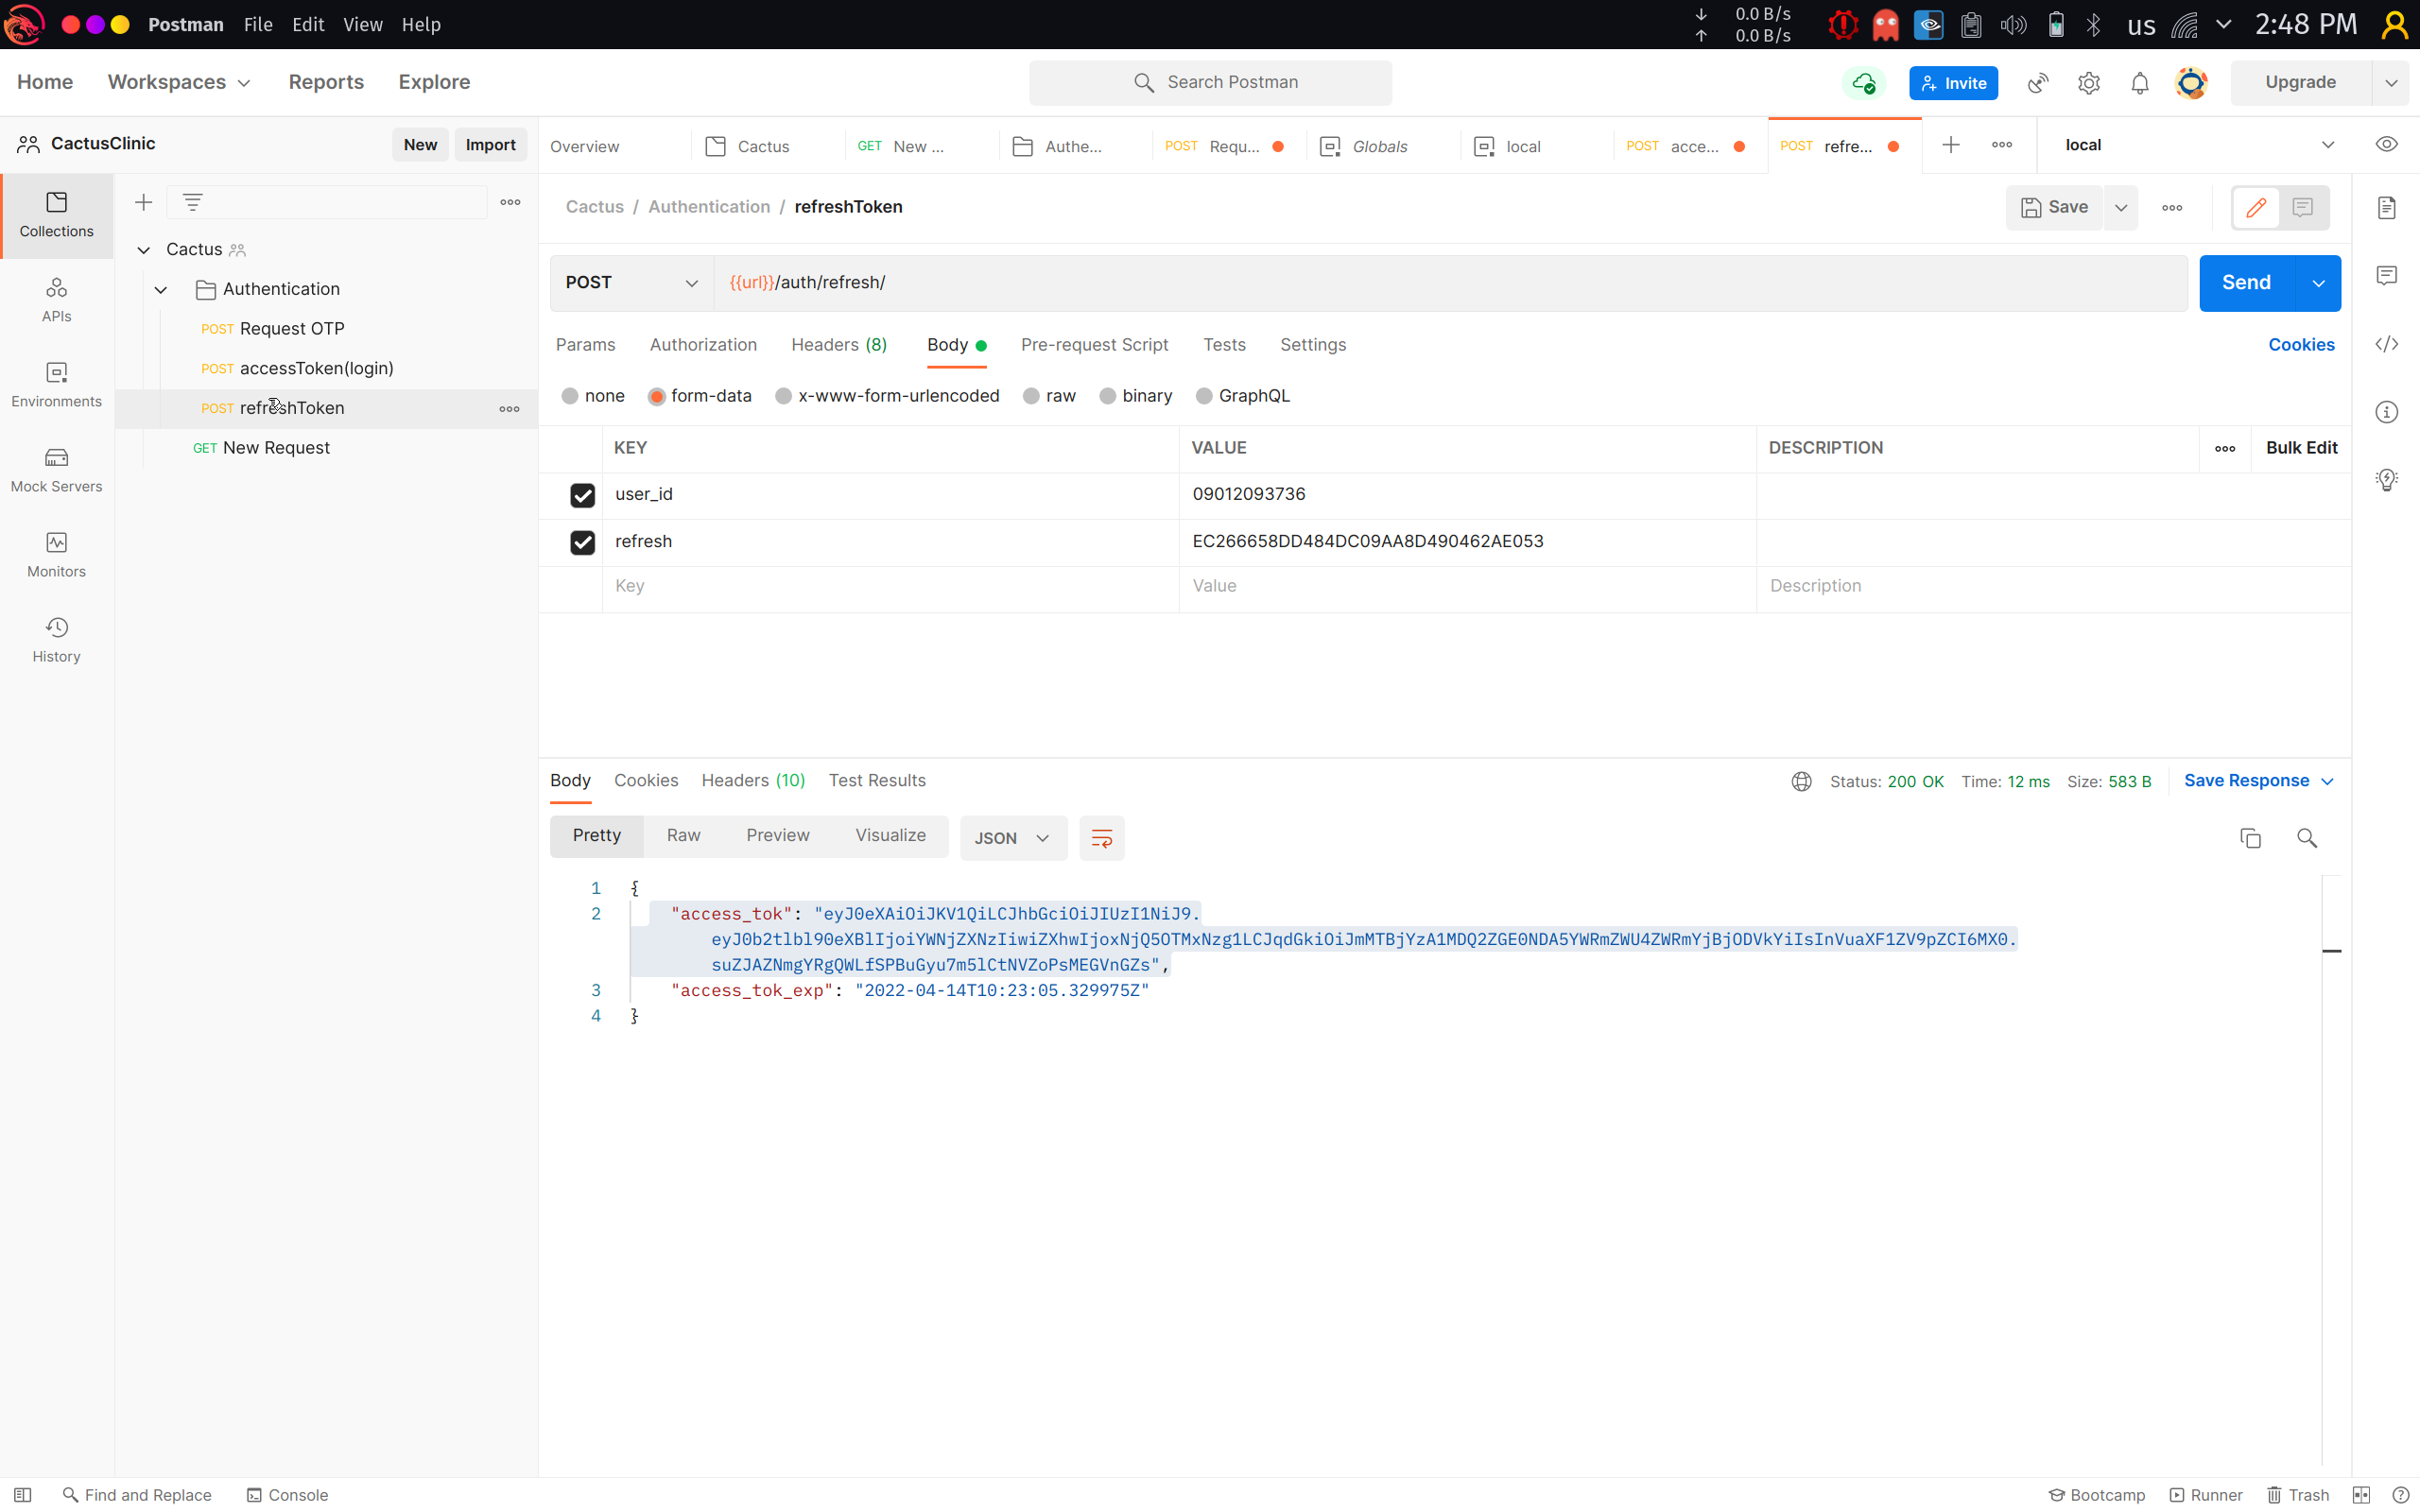 Postman File Edit View Help
0.0 B/s
0.0 B/s
us
2:48 PM
Home Workspaces Reports Explore
Search Postman
Invite
Upgrade
CactusClinic
New Import
Overview
Cactus
GET New ...
Authe...
POST Requ...
Globals
local
POST acce...
POST refre...
local
Collections
APIs
Environments
Mock Servers
Monitors
History
Cactus
Authentication
POST Request OTP
POST accessToken(login)
POST refreshToken
GET New Request
Cactus / Authentication / refreshToken
Save
POST {{url}}/auth/refresh/
Send
Params Authorization Headers (8) Body Pre-request Script Tests Settings
Cookies
none form-data x-www-form-urlencoded raw binary GraphQL
KEY VALUE DESCRIPTION Bulk Edit
user_id 09012093736
refresh EC266658DD484DC09AA8D490462AE053
Key Value Description
Body Cookies Headers (10) Test Results
Status: 200 OK Time: 12 ms Size: 583 B Save Response
Pretty Raw Preview Visualize JSON
1 {
2 "access_tok": "eyJ0eXAiOiJKV1QiLCJhbGciOiJIUzI1NiJ9.
eyJ0b2tlbl90eXBlIjoiYWNjZXNzIiwiZXhwIjoxNjQ5OTMxNzg1LCJqdGkiOiJmMTBjYzA1MDQ2ZGE0NDA5YWRmZWU4ZWRmYjBjODVkYiIsInVuaXF1ZV9pZCI6MX0.
suZJAZNmgYRgQWLfSPBuGyu7m5lCtNVZoPsMEGVnGZs",
3 "access_tok_exp": "2022-04-14T10:23:05.329975Z"
4 }
Find and Replace Console
Bootcamp Runner Trash